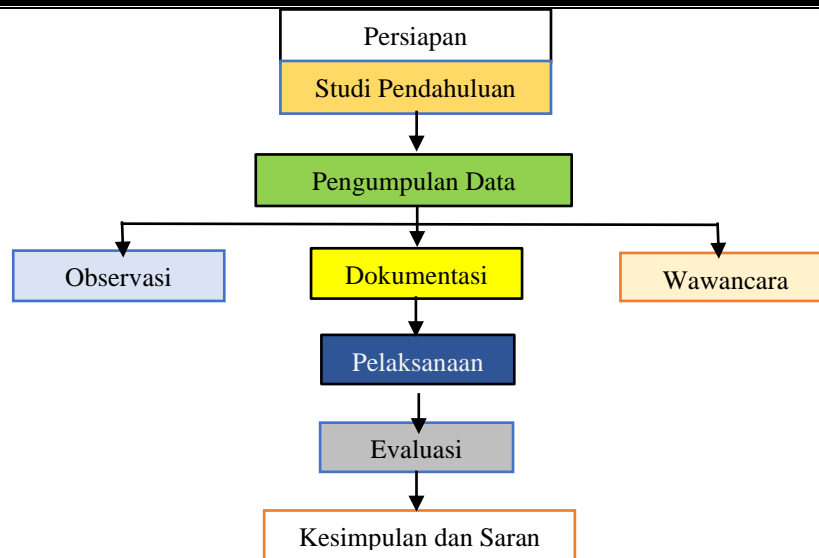 Persiapan
Studi Pendahuluan
Pengumpulan Data
Observasi
Dokumentasi
Wawancara
Pelaksanaan
Evaluasi
Kesimpulan dan Saran